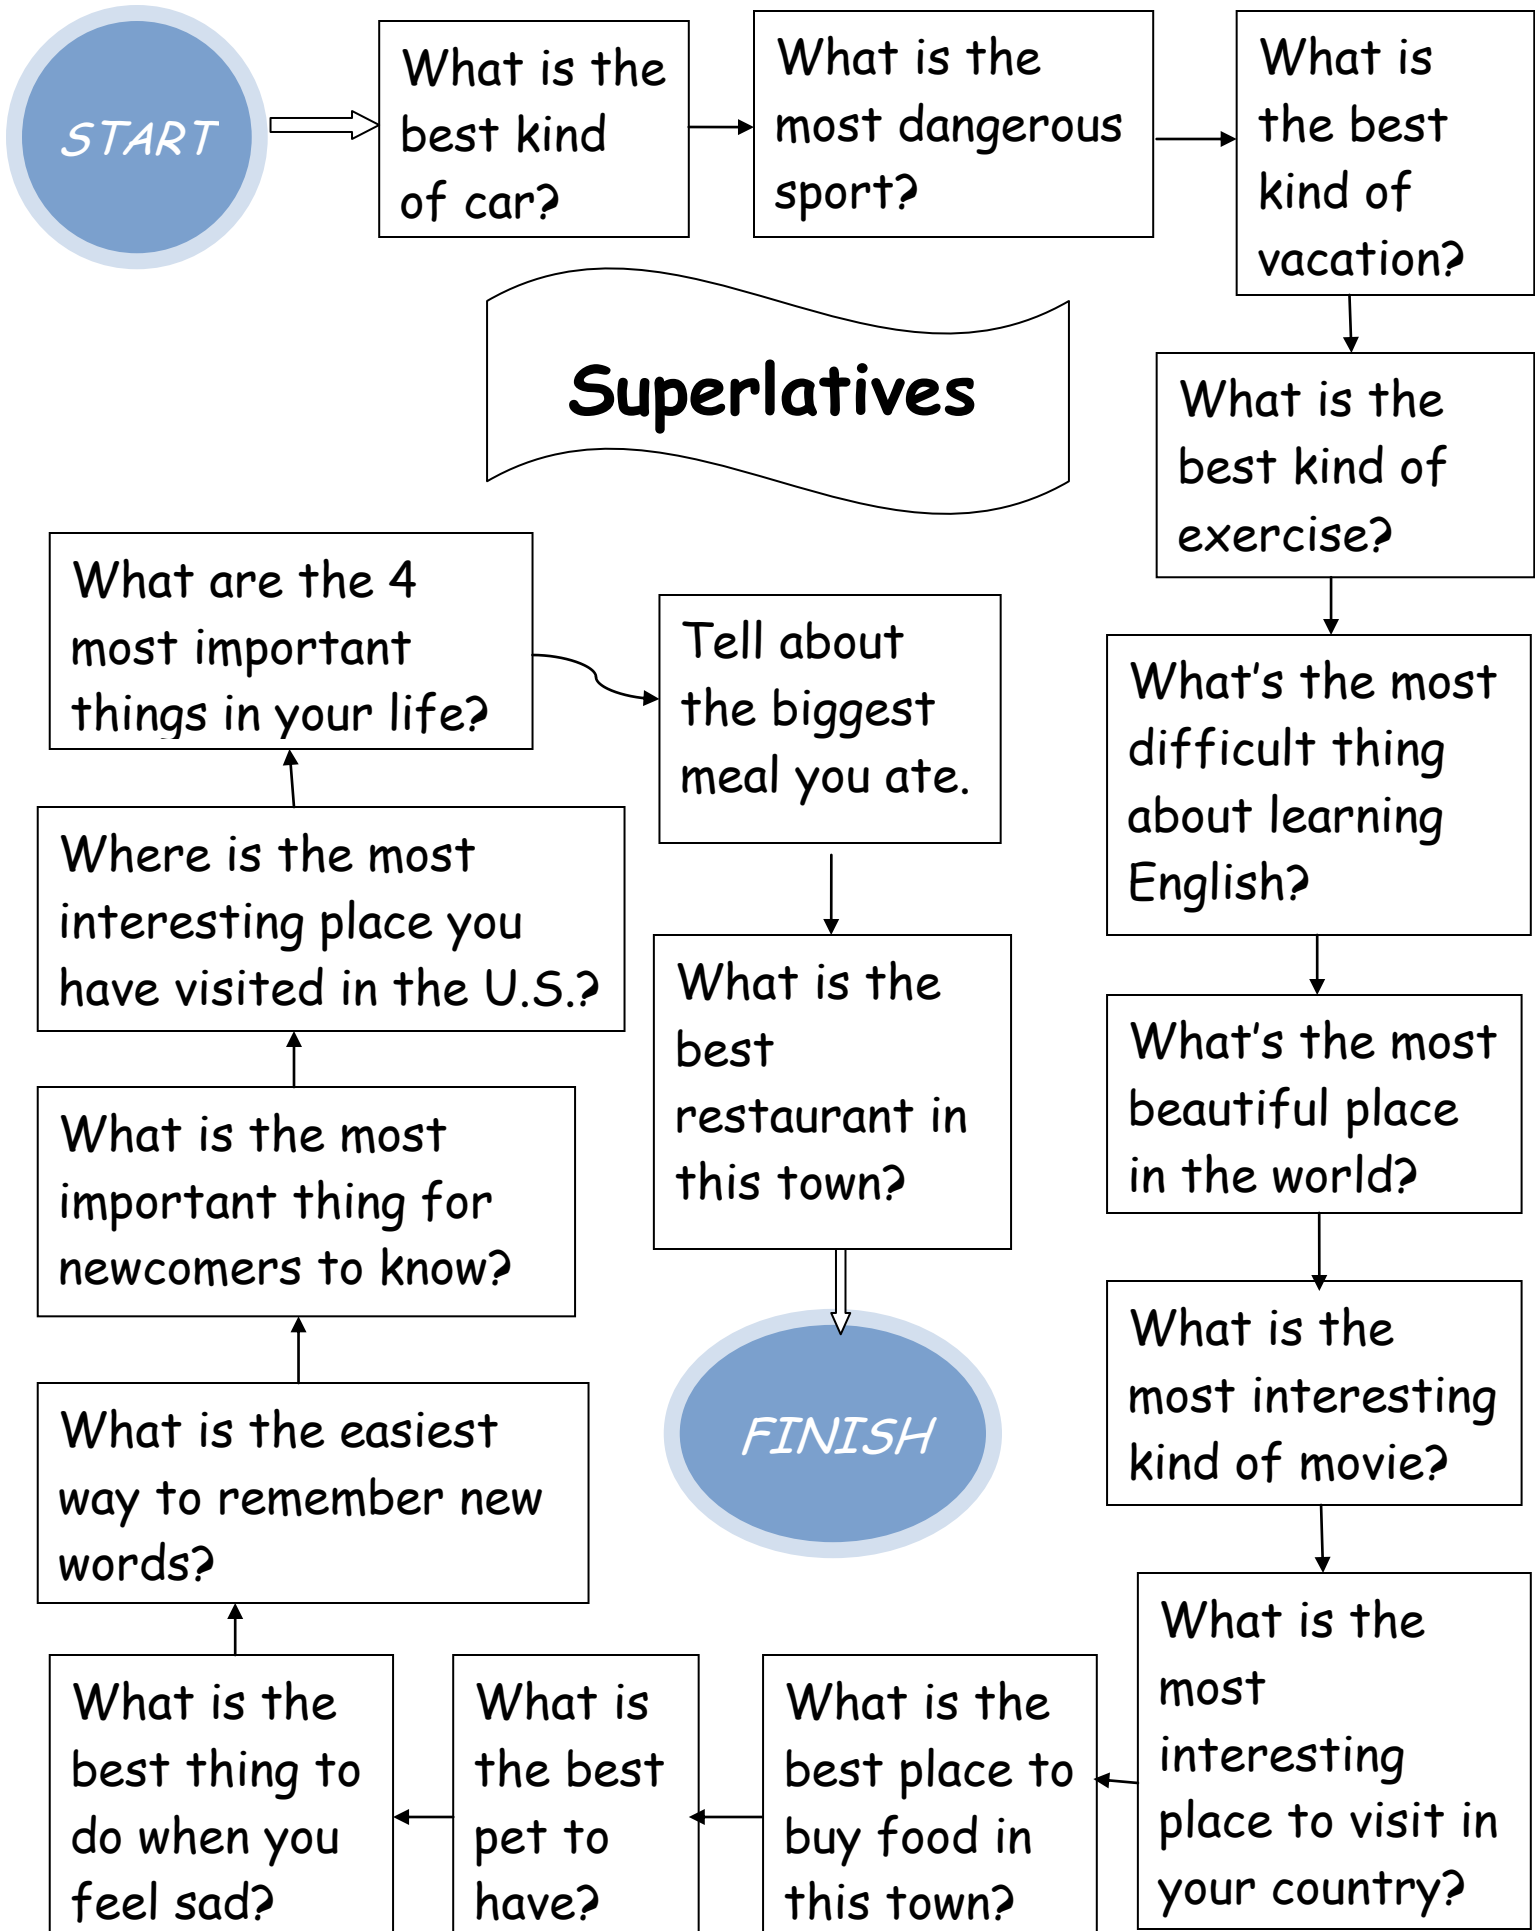 START
What is the
best kind
of car?
What is the
most dangerous
sport?
What is
the best
kind of
vacation?
Superlatives
What is the
best kind of
exercise?
What's the most
difficult thing
about learning
English?
What's the most
beautiful place
in the world?
What is the
most interesting
kind of movie?
What is the
most
interesting
place to visit in
your country?
What is the
best place to
buy food in
this town?
What is
the best
pet to
have?
What is the
best thing to
do when you
feel sad?
What is the easiest
way to remember new
words?
What is the most
important thing for
newcomers to know?
Where is the most
interesting place you
have visited in the U.S.?
What are the 4
most important
things in your life?
Tell about
the biggest
meal you ate.
What is the
best
restaurant in
this town?
FINISH